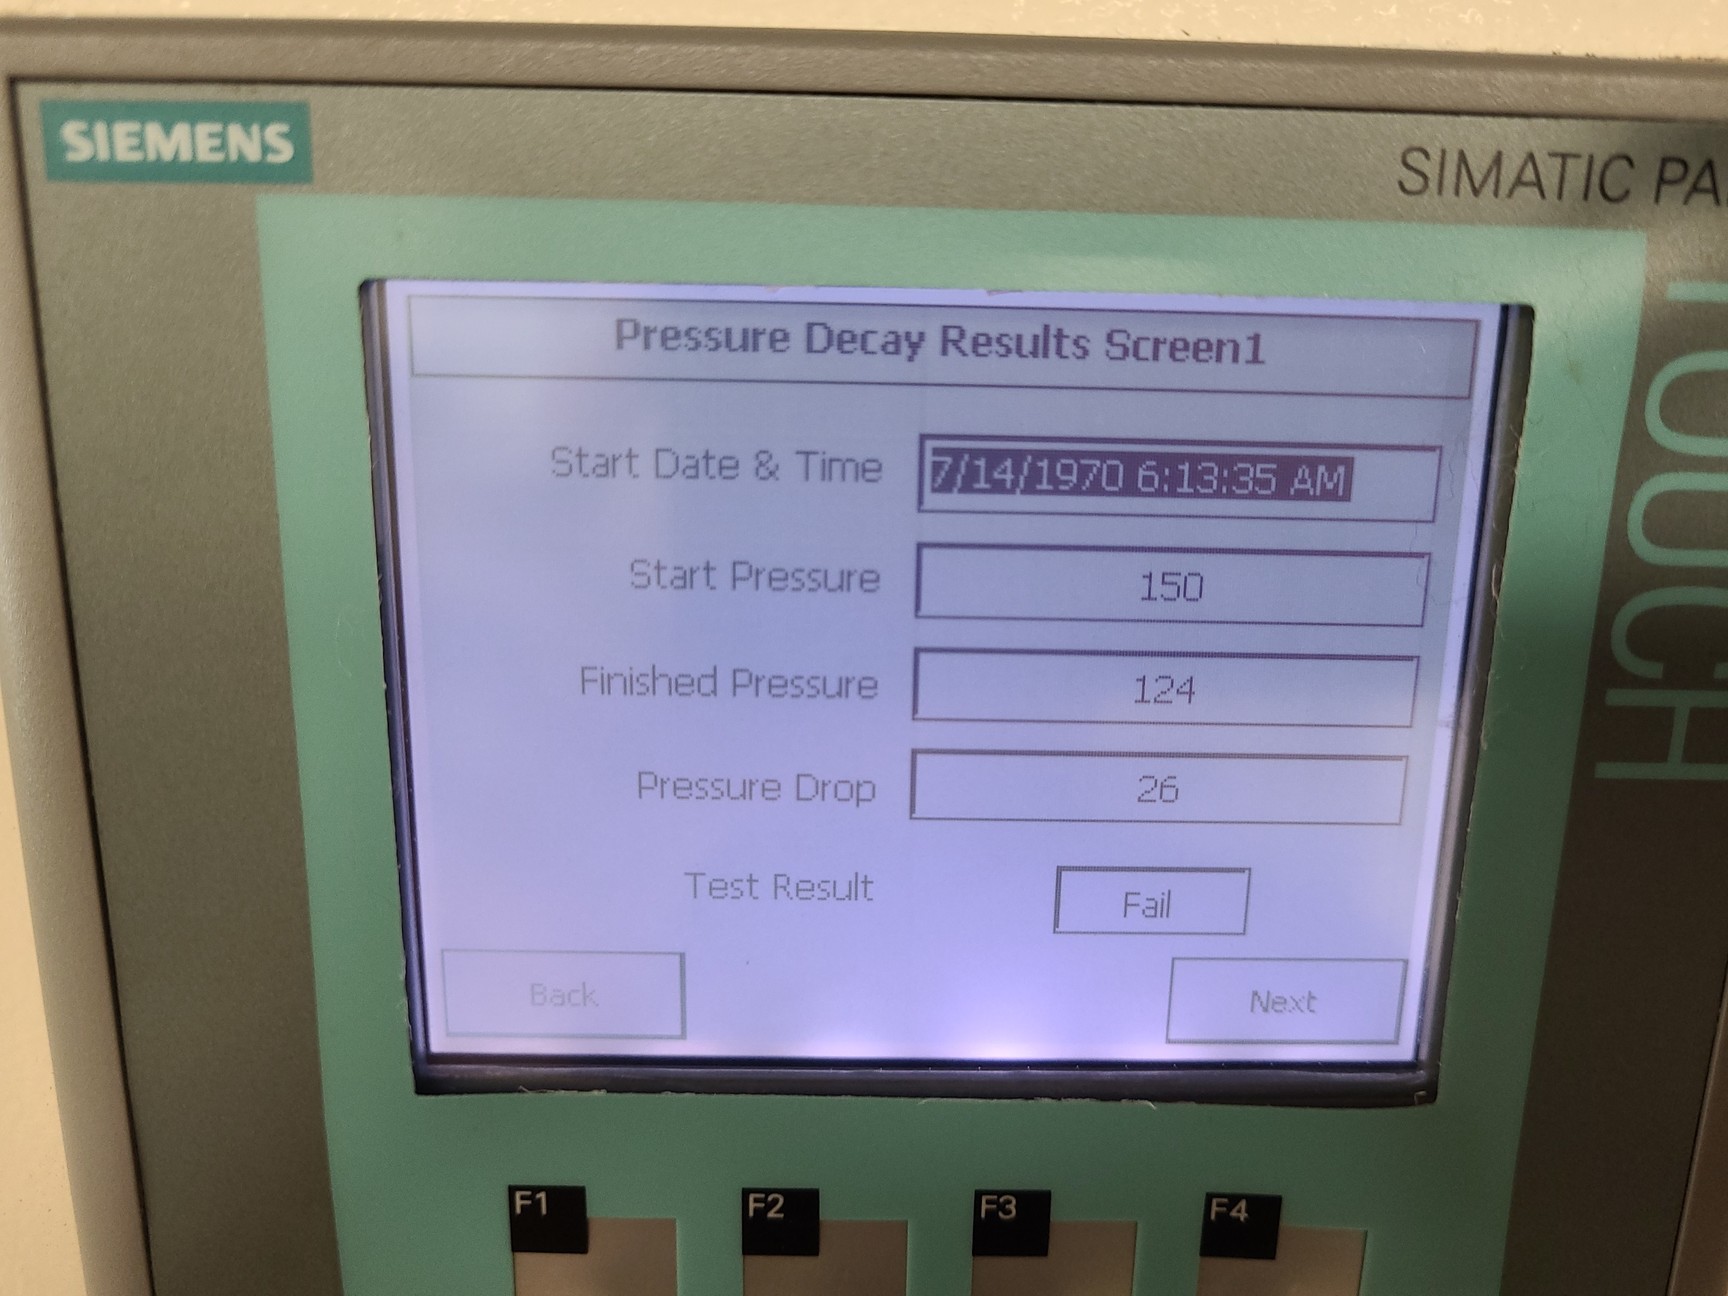 SIEMENS
SIMATIC PA
TOUCH
Pressure Decay Results Screen1
Start Date & Time 7/14/1970 6:13:35 AM
Start Pressure 150
Finished Pressure 124
Pressure Drop 26
Test Result Fail
Back Next
F1 F2 F3 F4